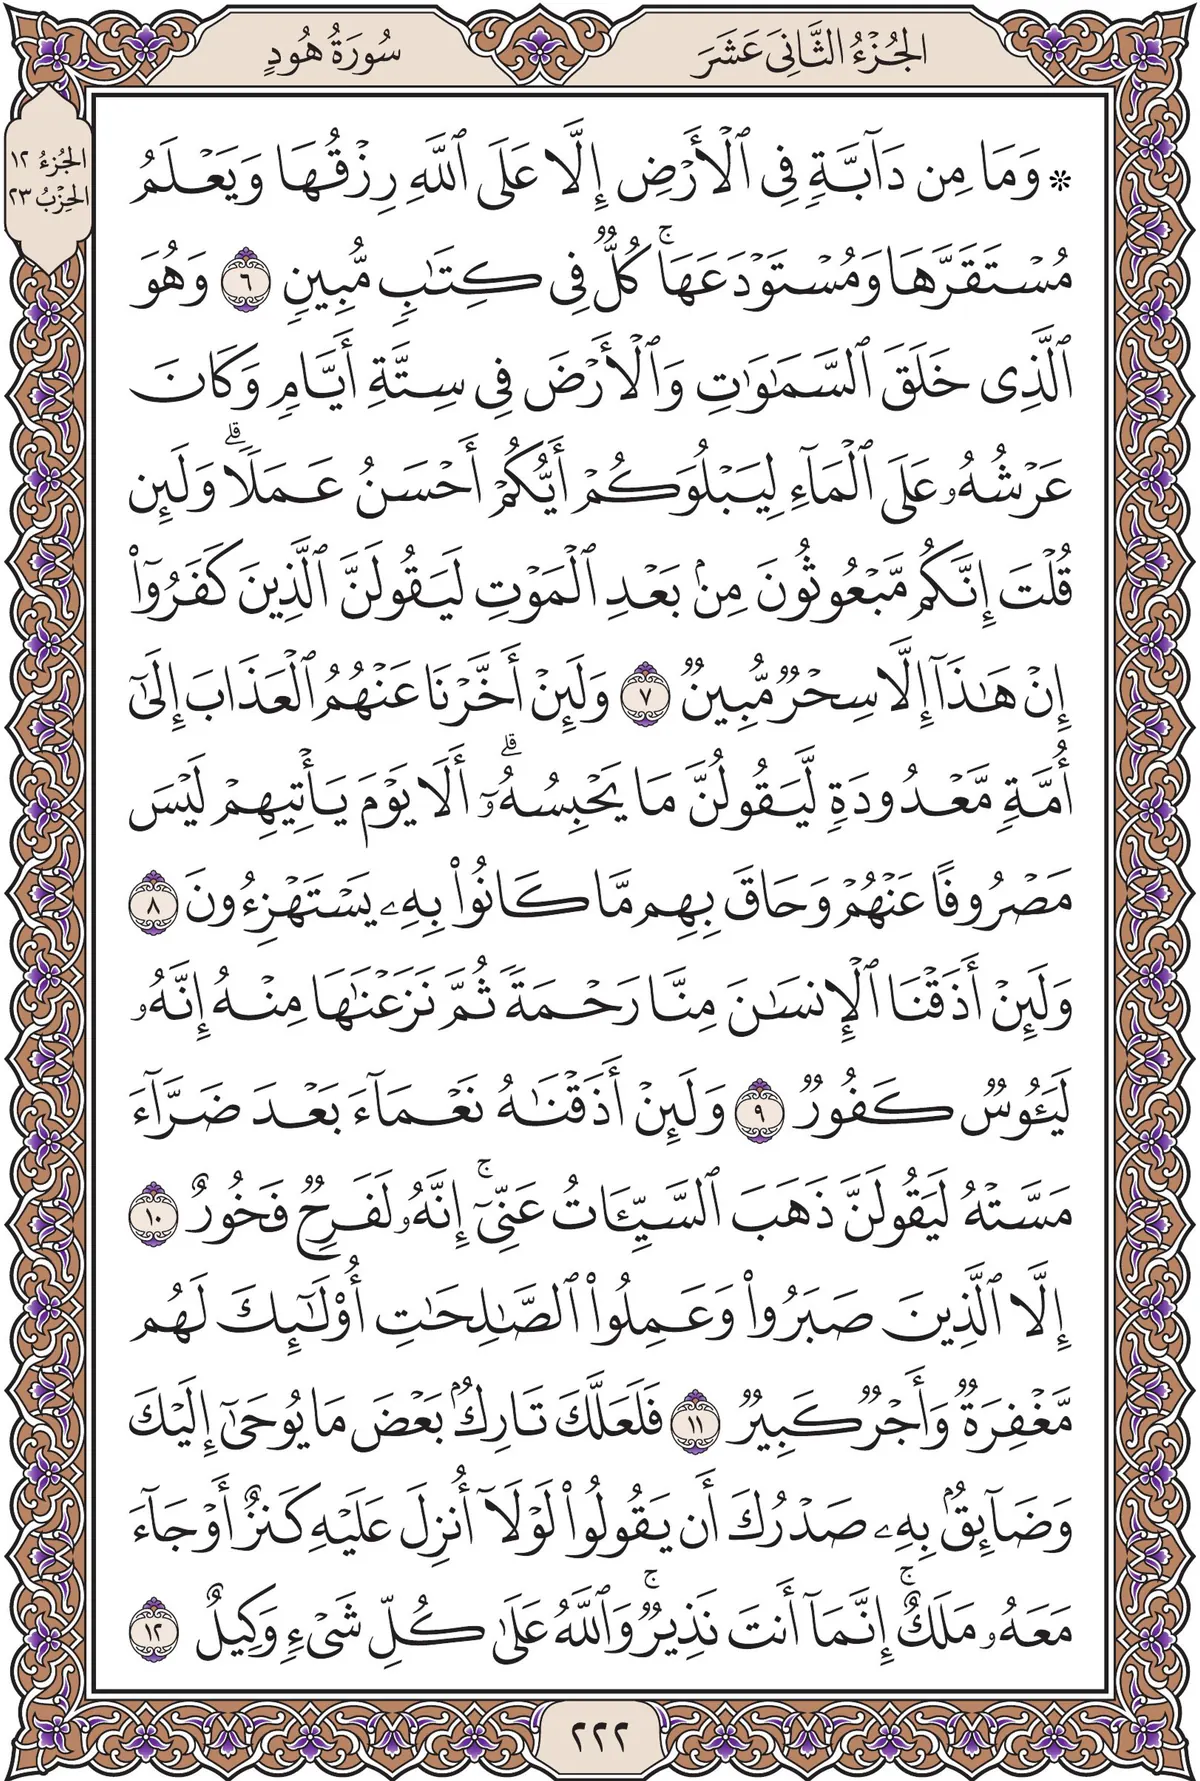 الجُزْءُ الثَّانِى عَشَرَ
سُورَةُ هُودٍ
الجُزءُ ١٢
الحِزْبُ ٢٣
۞ وَمَا مِن دَآبَّةٍ فِى ٱلْأَرْضِ إِلَّا عَلَى ٱللَّهِ رِزْقُهَا وَيَعْلَمُ
مُسْتَقَرَّهَا وَمُسْتَوْدَعَهَاۚ كُلٌّ فِى كِتَٰبٍ مُّبِينٍ ٦ وَهُوَ
ٱلَّذِى خَلَقَ ٱلسَّمَٰوَٰتِ وَٱلْأَرْضَ فِى سِتَّةِ أَيَّامٍ وَكَانَ
عَرْشُهُۥ عَلَى ٱلْمَآءِ لِيَبْلُوَكُمْ أَيُّكُمْ أَحْسَنُ عَمَلًاۗ وَلَئِن
قُلْتَ إِنَّكُم مَّبْعُوثُونَ مِنۢ بَعْدِ ٱلْمَوْتِ لَيَقُولَنَّ ٱلَّذِينَ كَفَرُوٓا۟
إِنْ هَٰذَآ إِلَّا سِحْرٌ مُّبِينٌ ٧ وَلَئِنْ أَخَّرْنَا عَنْهُمُ ٱلْعَذَابَ إِلَىٰٓ
أُمَّةٍ مَّعْدُودَةٍ لَّيَقُولُنَّ مَا يَحْبِسُهُۥٓۗ أَلَا يَوْمَ يَأْتِيهِمْ لَيْسَ
مَصْرُوفًا عَنْهُمْ وَحَاقَ بِهِم مَّا كَانُوا۟ بِهِۦ يَسْتَهْزِءُونَ ٨
وَلَئِنْ أَذَقْنَا ٱلْإِنسَٰنَ مِنَّا رَحْمَةً ثُمَّ نَزَعْنَٰهَا مِنْهُ إِنَّهُۥ
لَيَـُٔوسٌ كَفُورٌ ٩ وَلَئِنْ أَذَقْنَٰهُ نَعْمَآءَ بَعْدَ ضَرَّآءَ
مَسَّتْهُ لَيَقُولَنَّ ذَهَبَ ٱلسَّيِّـَٔاتُ عَنِّىٓۚ إِنَّهُۥ لَفَرِحٌ فَخُورٌ ١٠
إِلَّا ٱلَّذِينَ صَبَرُوا۟ وَعَمِلُوا۟ ٱلصَّٰلِحَٰتِ أُو۟لَٰٓئِكَ لَهُم
مَّغْفِرَةٌ وَأَجْرٌ كَبِيرٌ ١١ فَلَعَلَّكَ تَارِكٌۢ بَعْضَ مَا يُوحَىٰٓ إِلَيْكَ
وَضَآئِقٌۢ بِهِۦ صَدْرُكَ أَن يَقُولُوا۟ لَوْلَآ أُنزِلَ عَلَيْهِ كَنزٌ أَوْ جَآءَ
مَعَهُۥ مَلَكٌۚ إِنَّمَآ أَنتَ نَذِيرٌۚ وَٱللَّهُ عَلَىٰ كُلِّ شَىْءٍ وَكِيلٌ ١٢
٢٢٢